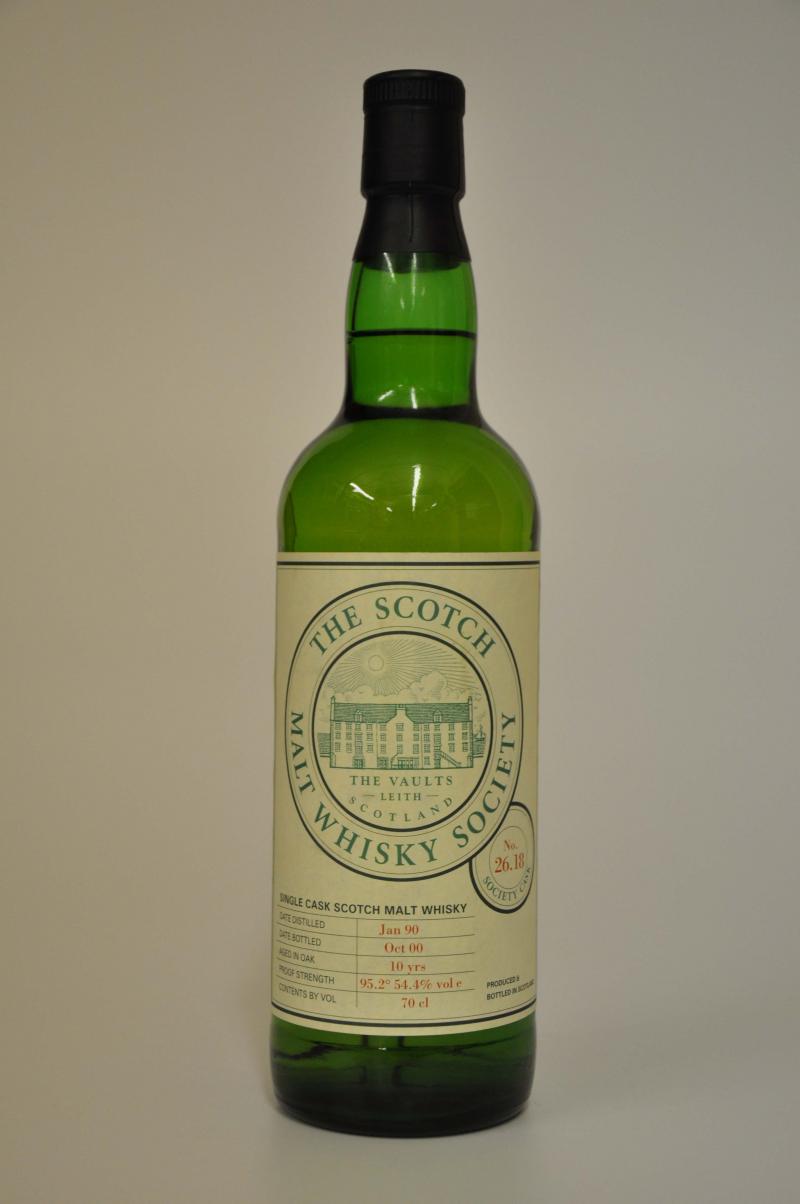 THE SCOTCH
MALT WHISKY SOCIETY
THE VAULTS
— LEITH —
SCOTLAND
No.
26.18
SOCIETY CASK
SINGLE CASK SCOTCH MALT WHISKY
DATE DISTILLED Jan 90
DATE BOTTLED Oct 00
AGED IN OAK 10 yrs
PROOF STRENGTH 95.2° 54.4% vol e
CONTENTS BY VOL 70 cl
PRODUCED &
BOTTLED IN SCOTLAND